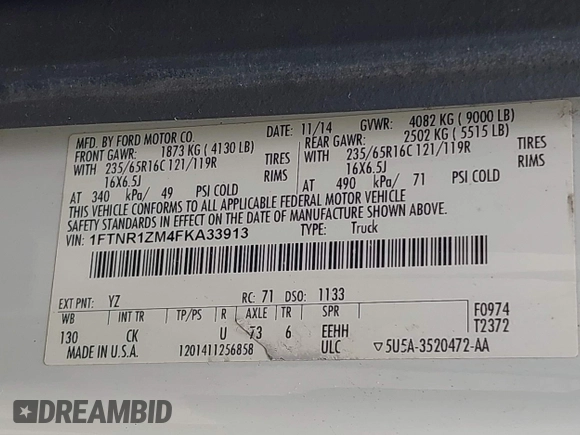 MFD. BY FORD MOTOR CO.
DATE: 11/14 GVWR: 4082 KG ( 9000 LB)
FRONT GAWR: 1873 KG ( 4130 LB)
REAR GAWR: 2502 KG ( 5515 LB)
WITH 235/65R16C 121/119R TIRES
WITH 235/65R16C 121/119R TIRES
16X6.5J RIMS
16X6.5J RIMS
AT 340 kPa/ 49 PSI COLD
AT 490 kPa/ 71 PSI COLD
THIS VEHICLE CONFORMS TO ALL APPLICABLE FEDERAL MOTOR VEHICLE
SAFETY STANDARDS IN EFFECT ON THE DATE OF MANUFACTURE SHOWN ABOVE.
VIN: 1FTNR1ZM4FKA33913 TYPE: Truck
EXT PNT: YZ RC: 71 DSO: 1133
WB INT TR TP/PS R AXLE TR SPR F0974
T2372
130 CK U 73 6 EEHH
MADE IN U.S.A. 1201411256858 ULC 5U5A-3520472-AA
DREAMBID